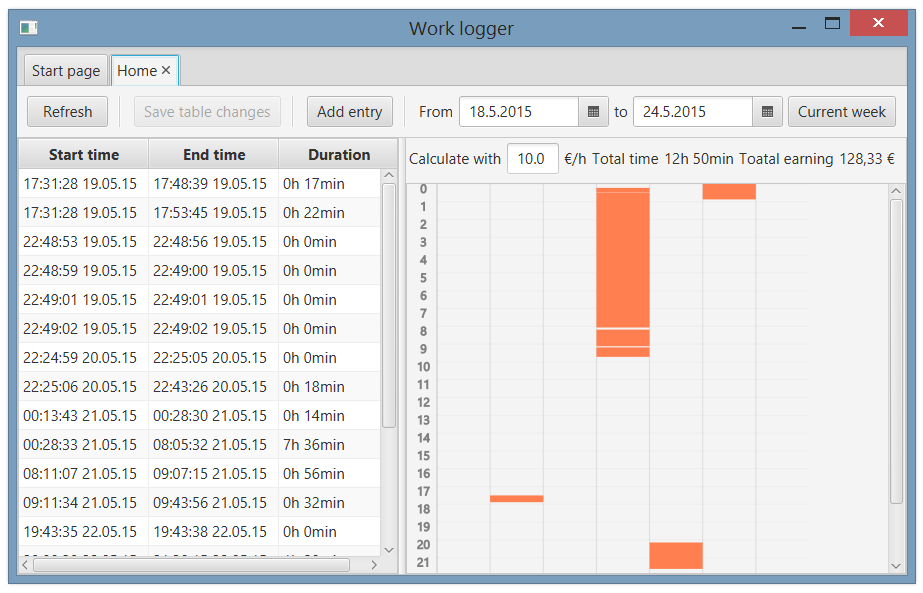 Work logger
Start page Home
Refresh Save table changes Add entry From 18.5.2015 to 24.5.2015 Current week
Start time End time Duration
Calculate with 10.0 €/h Total time 12h 50min Toatal earning 128,33 €
17:31:28 19.05.15 17:48:39 19.05.15 0h 17min
17:31:28 19.05.15 17:53:45 19.05.15 0h 22min
22:48:53 19.05.15 22:48:56 19.05.15 0h 0min
22:48:59 19.05.15 22:49:00 19.05.15 0h 0min
22:49:01 19.05.15 22:49:01 19.05.15 0h 0min
22:49:02 19.05.15 22:49:02 19.05.15 0h 0min
22:24:59 20.05.15 22:25:05 20.05.15 0h 0min
22:25:06 20.05.15 22:43:26 20.05.15 0h 18min
00:13:43 21.05.15 00:28:30 21.05.15 0h 14min
00:28:33 21.05.15 08:05:32 21.05.15 7h 36min
08:11:07 21.05.15 09:07:15 21.05.15 0h 56min
09:11:34 21.05.15 09:43:56 21.05.15 0h 32min
19:43:35 22.05.15 19:43:38 22.05.15 0h 0min
0
1
2
3
4
5
6
7
8
9
10
11
12
13
14
15
16
17
18
19
20
21